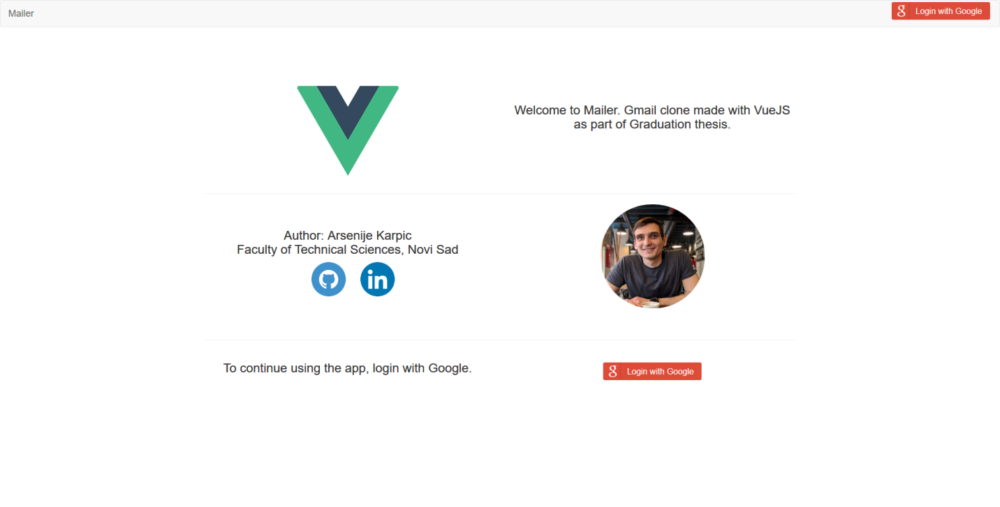 Mailer
Login with Google
Welcome to Mailer. Gmail clone made with VueJS
as part of Graduation thesis.
Author: Arsenije Karpic
Faculty of Technical Sciences, Novi Sad
in
To continue using the app, login with Google.
Login with Google